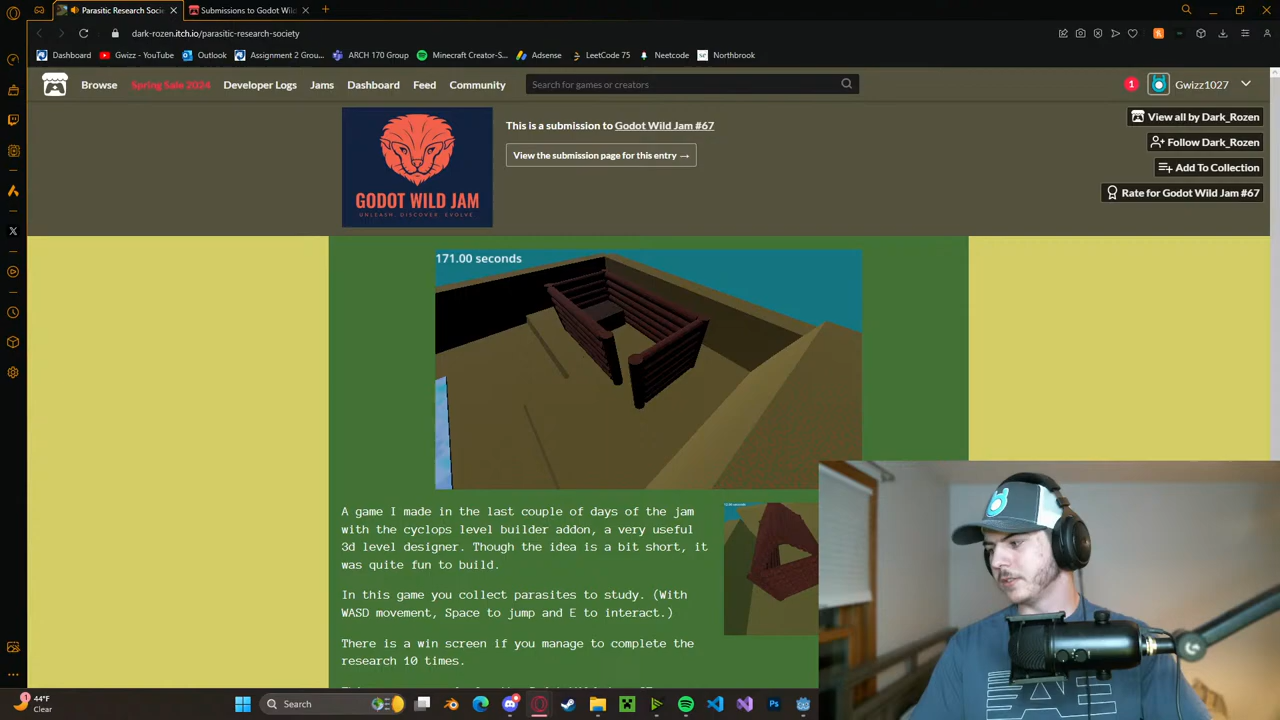 Parasitic Research Socie
Submissions to Godot Wild
dark-rozen.itch.io/parasitic-research-society
Dashboard
Gwizz - YouTube
Outlook
Assignment 2 Grou...
ARCH 170 Group
Minecraft Creator-S...
Adsense
LeetCode 75
Neetcode
Northbrook
Browse
Spring Sale 2024
Developer Logs
Jams
Dashboard
Feed
Community
Search for games or creators
1
Gwizz1027
GODOT WILD JAM
UNLEASH. DISCOVER. EVOLVE
This is a submission to Godot Wild Jam #67
View the submission page for this entry →
View all by Dark_Rozen
Follow Dark_Rozen
Add To Collection
Rate for Godot Wild Jam #67
171.00 seconds
A game I made in the last couple of days of the jam
with the cyclops level builder addon, a very useful
3d level designer. Though the idea is a bit short, it
was quite fun to build.
In this game you collect parasites to study. (With
WASD movement, Space to jump and E to interact.)
There is a win screen if you manage to complete the
research 10 times.
1
44°F
Clear
Search